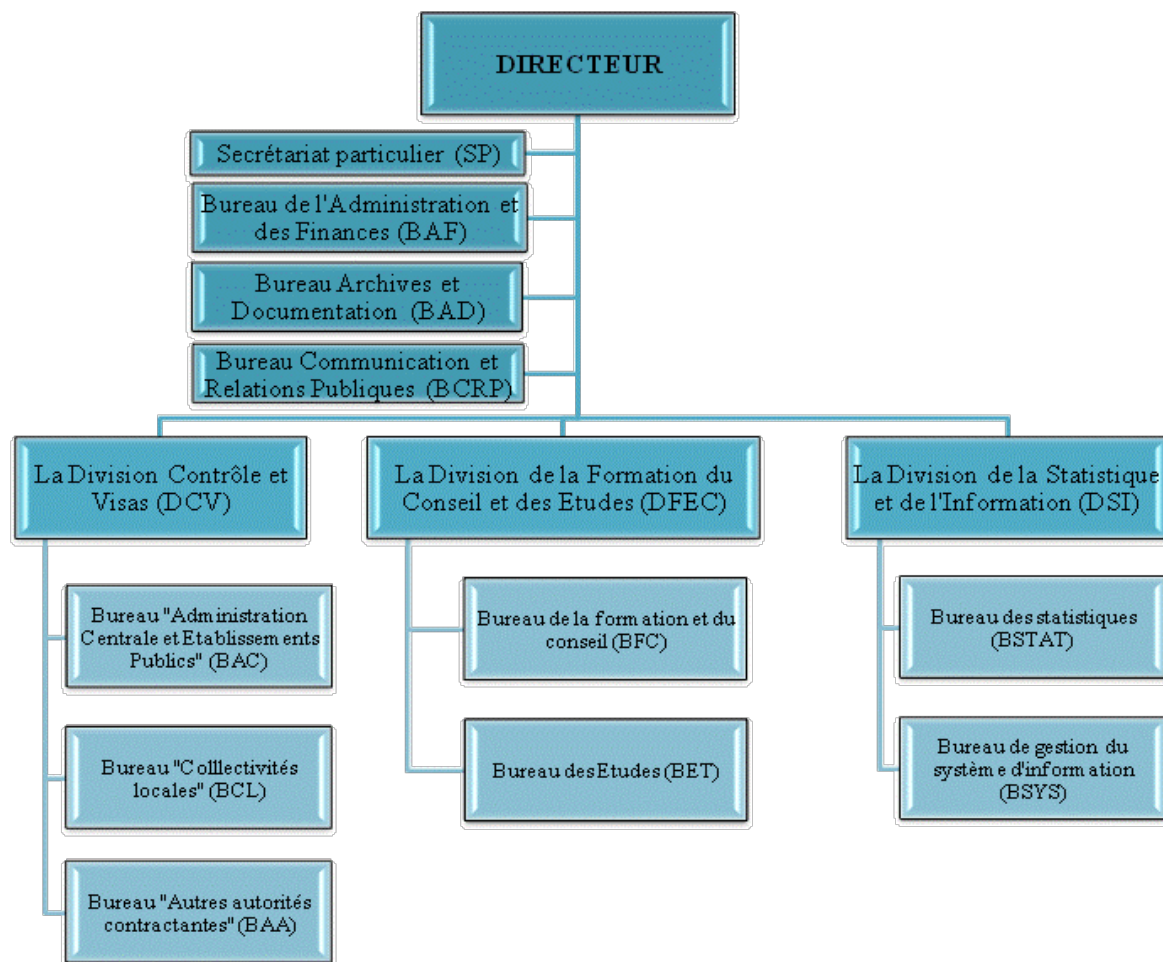 DIRECTEUR
Secrétariat particulier (SP)
Bureau de l'Administration et
des Finances (BAF)
Bureau Archives et
Documentation (BAD)
Bureau Communication et
Relations Publiques (BCRP)
La Division Contrôle et
Visas (DCV)
La Division de la Formation du
Conseil et des Etudes (DFEC)
La Division de la Statistique
et de l'Information (DSI)
Bureau "Administration
Centrale et Etablissements
Publics" (BAC)
Bureau "Colllectivités
locales" (BCL)
Bureau "Autres autorités
contractantes" (BAA)
Bureau de la formation et du
conseil (BFC)
Bureau des Etudes (BET)
Bureau des statistiques
(BSTAT)
Bureau de gestion du
système d'information
(BSYS)